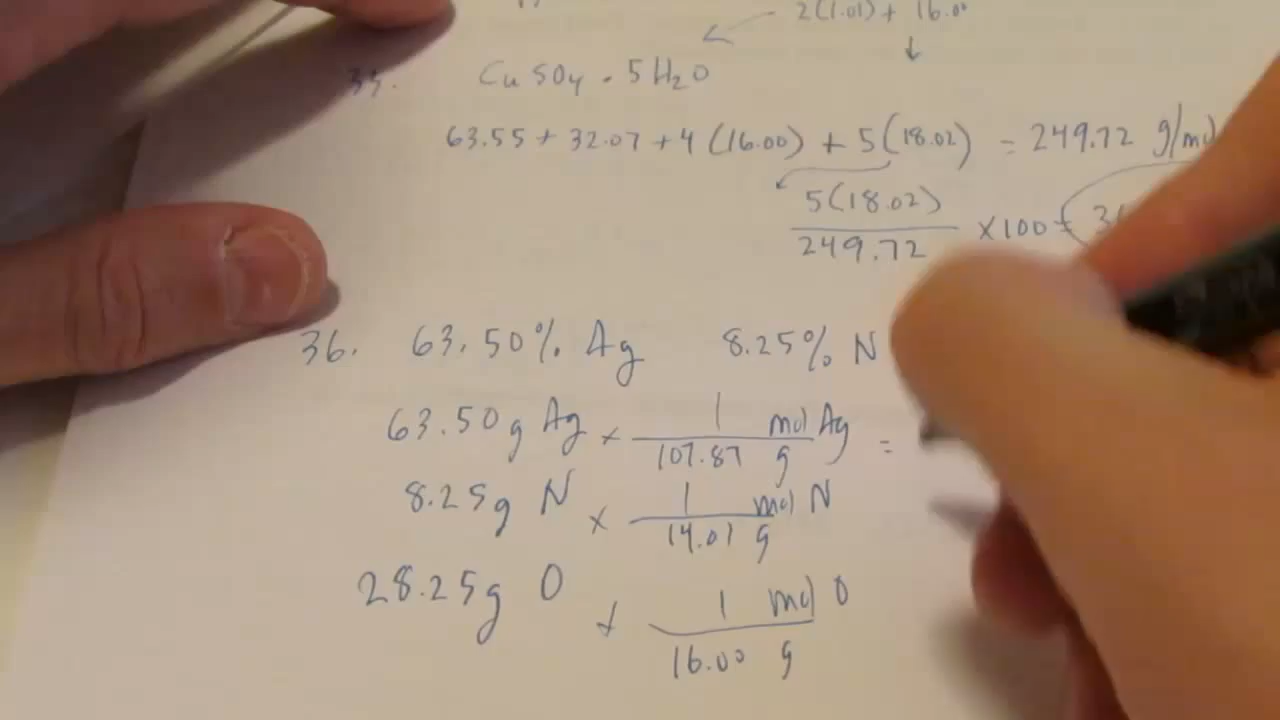 2(1.01) + 16.00
35. CuSO4 • 5H2O
63.55 + 32.07 + 4(16.00) + 5(18.02) = 249.72 g/mol
5(18.02)
249.72
×100 = 36
36. 63.50% Ag 8.25% N
63.50g Ag × 1 mol Ag =
107.87 g
8.25g N × 1 mol N
14.01 g
28.25g O × 1 mol O
16.00 g